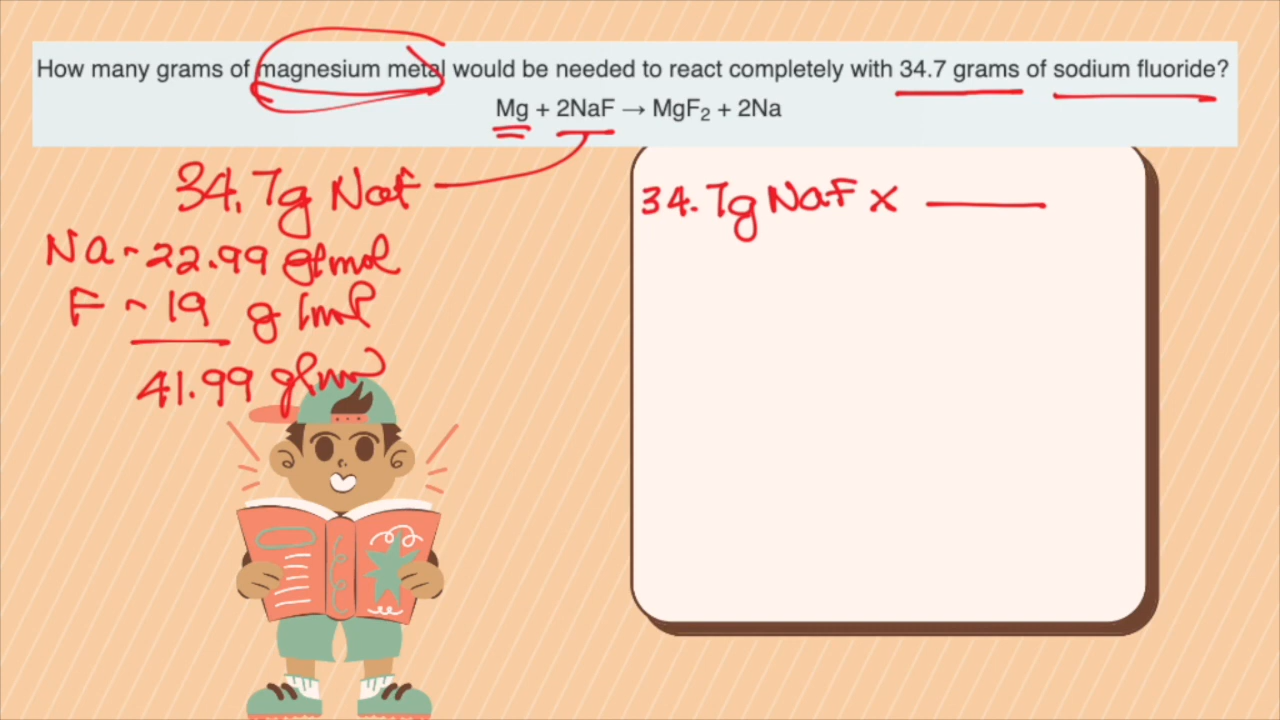 How many grams of magnesium metal would be needed to react completely with 34.7 grams of sodium fluoride?
Mg + 2NaF → MgF₂ + 2Na
34.7g NaF
Na - 22.99 g/mol
F - 19 g/mol
41.99 g/mol
34.7g NaF x